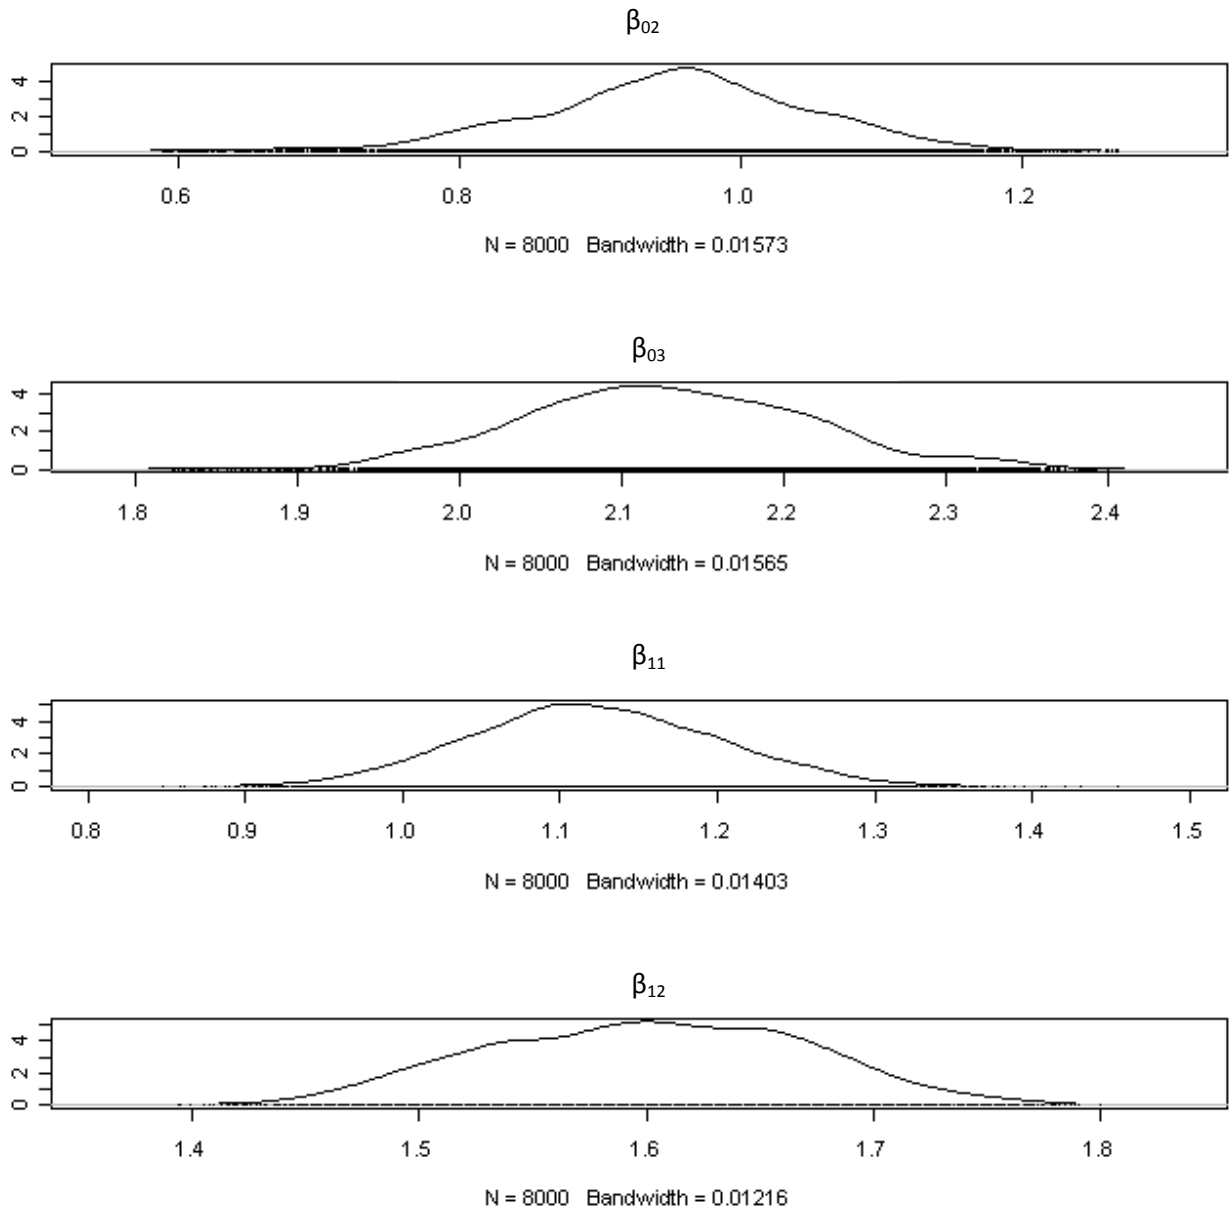 β02
4
2
0
0.6 0.8 1.0 1.2
N = 8000 Bandwidth = 0.01573
β03
4
2
0
1.8 1.9 2.0 2.1 2.2 2.3 2.4
N = 8000 Bandwidth = 0.01565
β11
4
2
0
0.8 0.9 1.0 1.1 1.2 1.3 1.4 1.5
N = 8000 Bandwidth = 0.01403
β12
4
2
0
1.4 1.5 1.6 1.7 1.8
N = 8000 Bandwidth = 0.01216